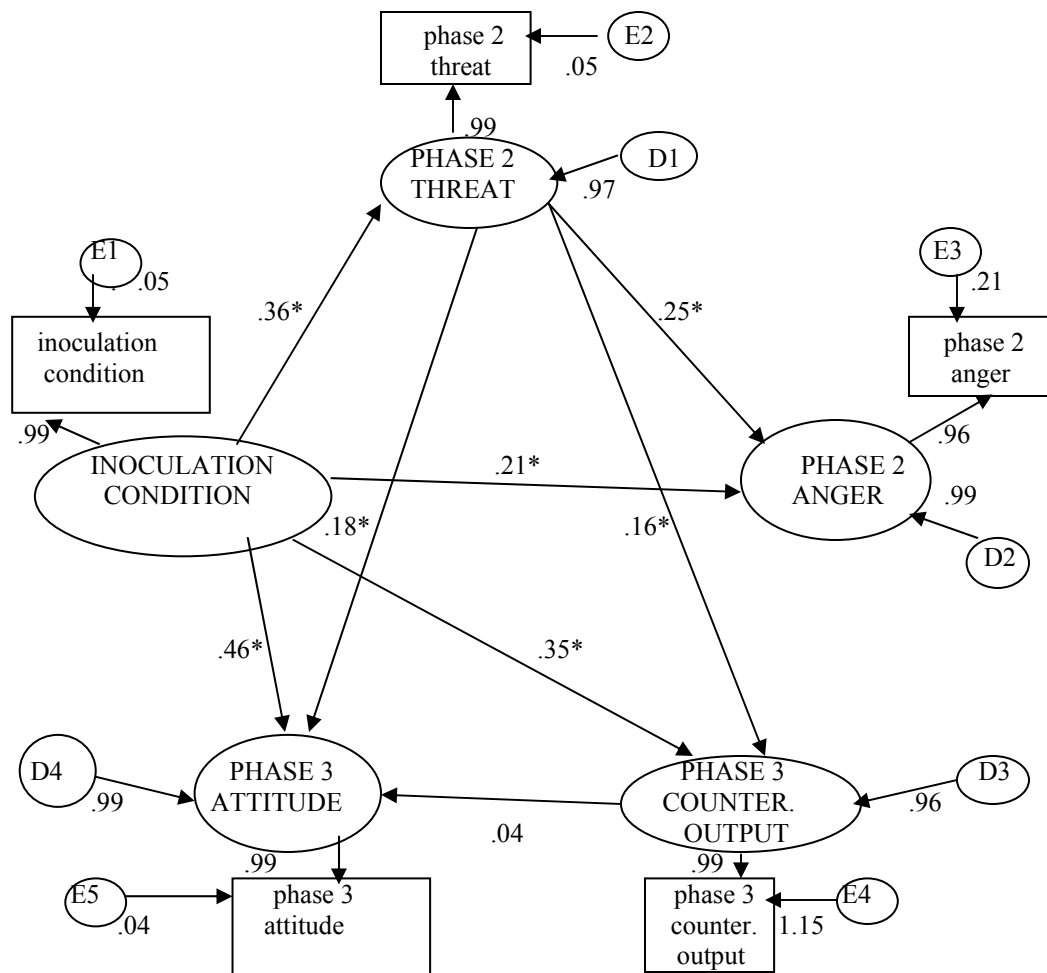 phase 2
threat
E2
.05
.99
PHASE 2
THREAT
D1
.97
E1
.05
E3
.21
.36*
.25*
inoculation
condition
phase 2
anger
.99
.96
INOCULATION
CONDITION
.21*
PHASE 2
ANGER
.99
.18*
.16*
D2
.46*
.35*
D4
.99
PHASE 3
ATTITUDE
PHASE 3
COUNTER.
OUTPUT
D3
.96
.04
.99
.99
E5
.04
phase 3
attitude
phase 3
counter.
output
1.15
E4